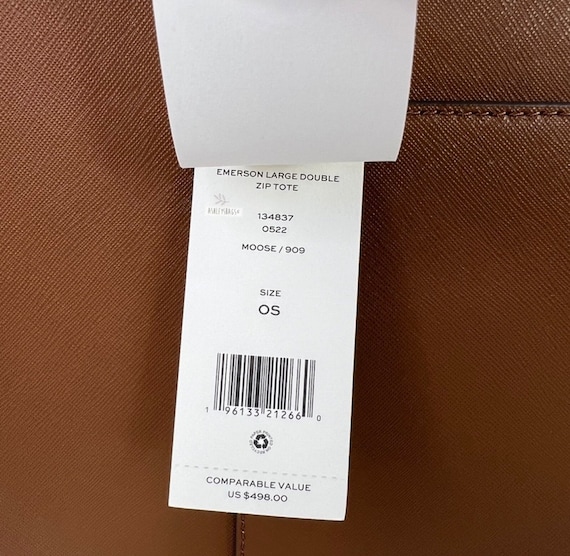 EMERSON LARGE DOUBLE
ZIP TOTE
134837
0522
MOOSE / 909
SIZE
OS
1 96133 21266 0
COMPARABLE VALUE
US $498.00